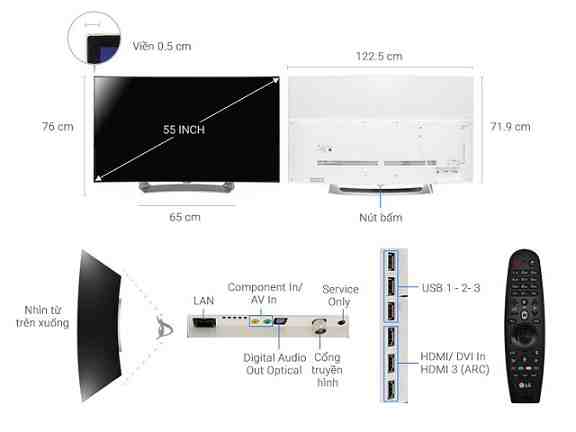 Viền 0.5 cm
122.5 cm
76 cm
55 INCH
71.9 cm
65 cm
Nút bấm
Nhìn từ
trên xuống
LAN
Component In/
AV In
Service
Only
Digital Audio
Out Optical
Cổng
truyền
hình
USB 1 - 2- 3
HDMI/ DVI In
HDMI 3 (ARC)
LG